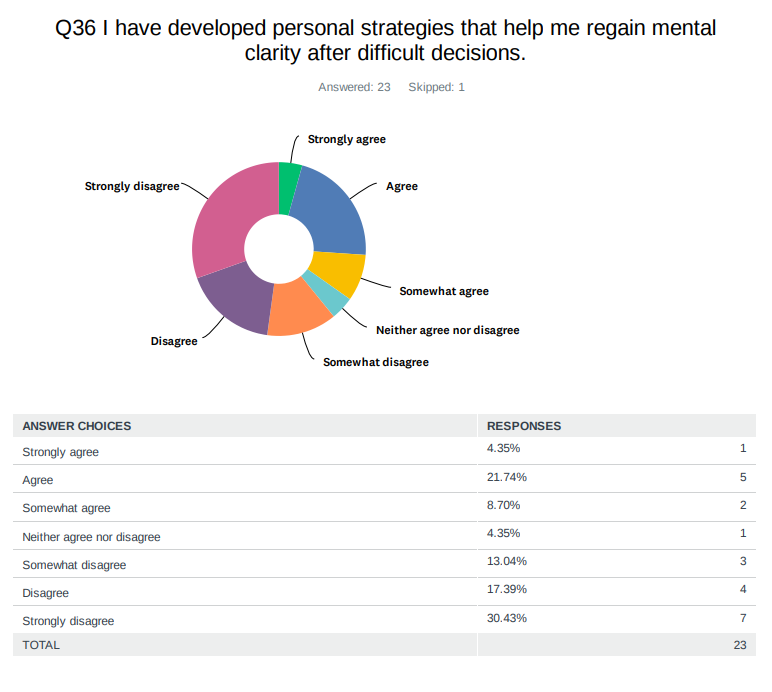 Q36 I have developed personal strategies that help me regain mental
clarity after difficult decisions.
Answered: 23 Skipped: 1
Strongly agree
Strongly disagree
Agree
Somewhat agree
Neither agree nor disagree
Disagree
Somewhat disagree
ANSWER CHOICES RESPONSES
Strongly agree 4.35% 1
Agree 21.74% 5
Somewhat agree 8.70% 2
Neither agree nor disagree 4.35% 1
Somewhat disagree 13.04% 3
Disagree 17.39% 4
Strongly disagree 30.43% 7
TOTAL 23